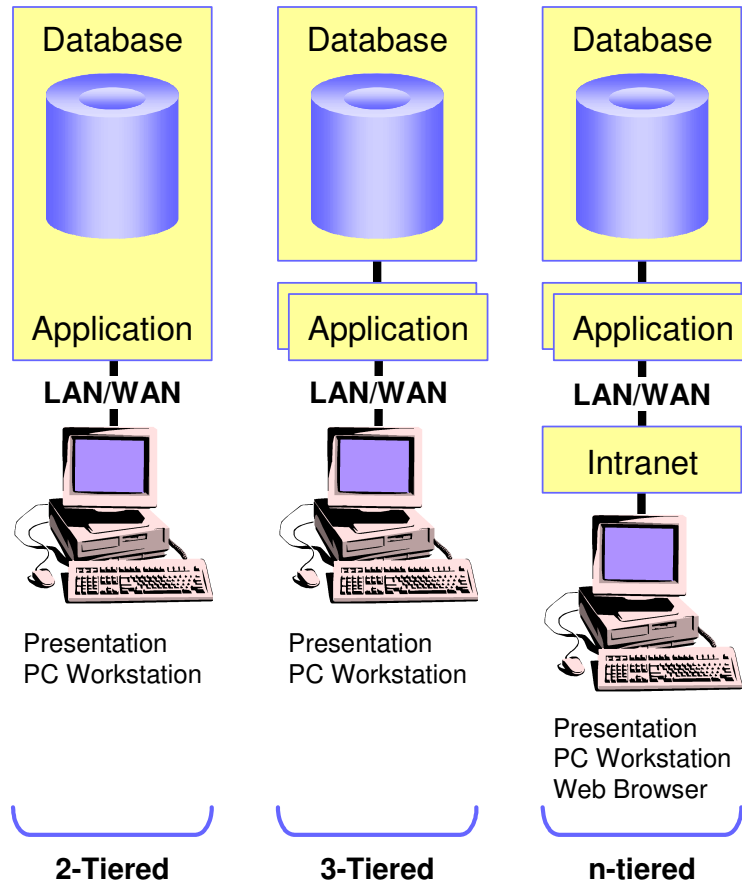 Database
Application
LAN/WAN
Presentation
PC Workstation
2-Tiered
Database
Application
LAN/WAN
Presentation
PC Workstation
3-Tiered
Database
Application
LAN/WAN
Intranet
Presentation
PC Workstation
Web Browser
n-tiered